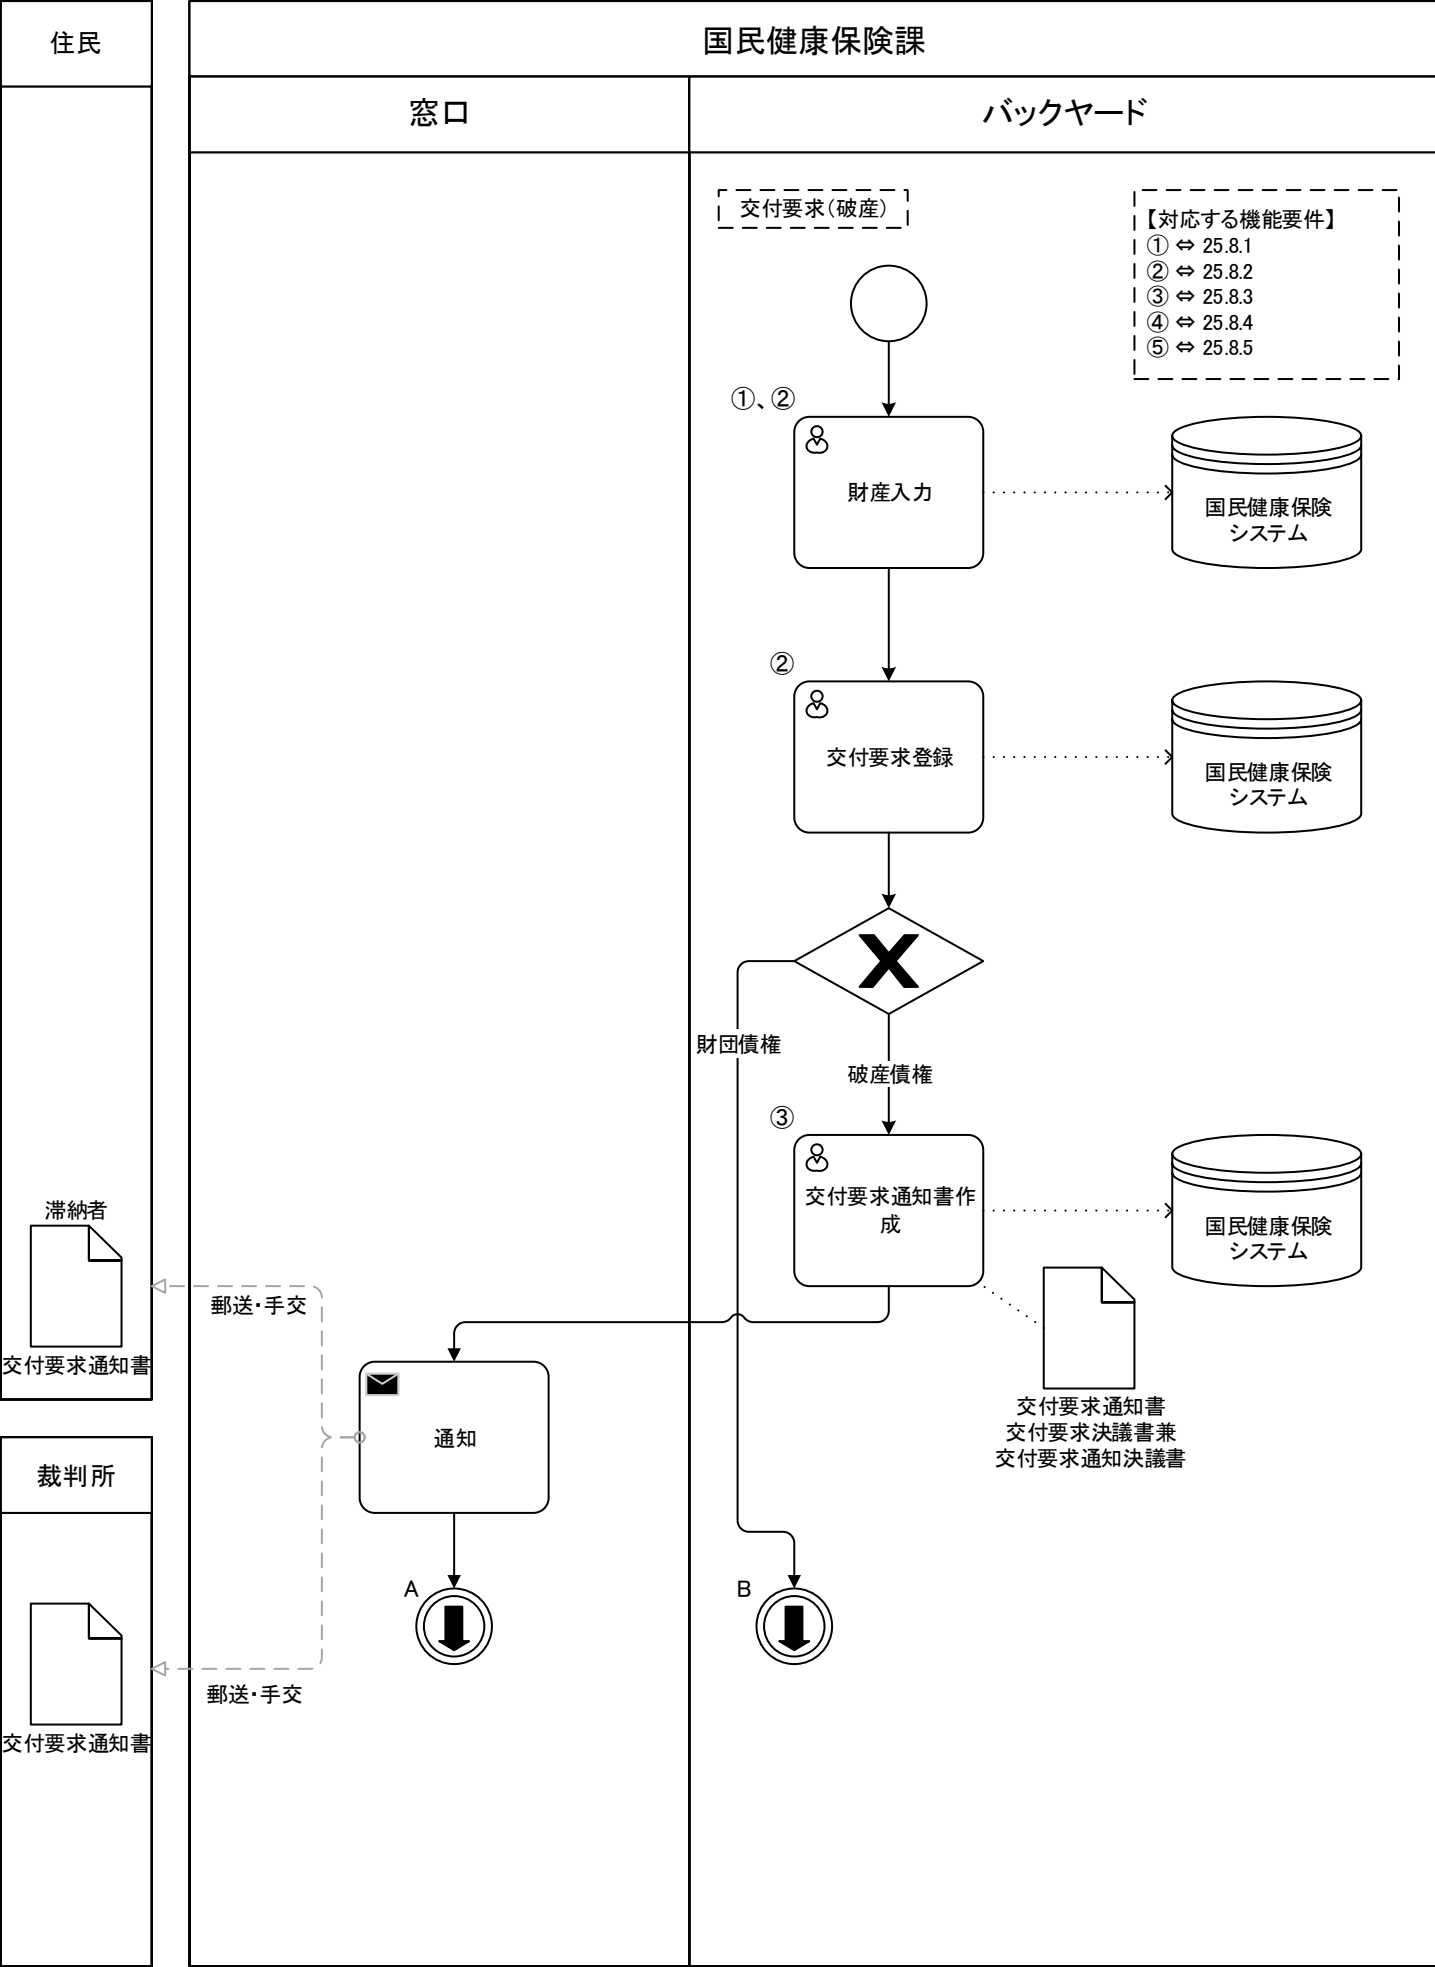 住民
国民健康保険課
窓口
バックヤード
交付要求(破産)
【対応する機能要件】
① ⇔ 25.8.1
② ⇔ 25.8.2
③ ⇔ 25.8.3
④ ⇔ 25.8.4
⑤ ⇔ 25.8.5
①、②
財産入力
国民健康保険
システム
②
交付要求登録
国民健康保険
システム
財団債権
破産債権
③
交付要求通知書作
成
国民健康保険
システム
滞納者
交付要求通知書
郵送・手交
通知
交付要求通知書
交付要求決議書兼
交付要求通知決議書
裁判所
A
B
郵送・手交
交付要求通知書